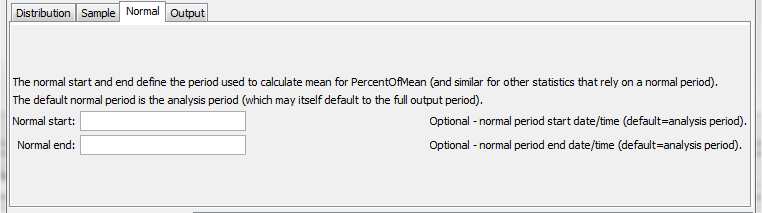 Distribution Sample Normal Output
The normal start and end define the period used to calculate mean for PercentOfMean (and similar for other statistics that rely on a normal period).
The default normal period is the analysis period (which may itself default to the full output period).
Normal start: Optional - normal period start date/time (default=analysis period).
Normal end: Optional - normal period end date/time (default=analysis period).